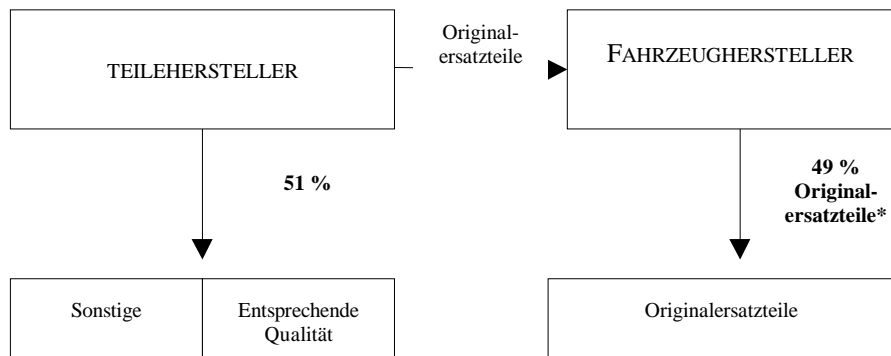 TEILEHERSTELLER
Original-
ersatzteile
FAHRZEUGHERSTELLER
51 %
49 %
Original-
ersatzteile*
Sonstige
Entsprechende
Qualität
Originalersatzteile